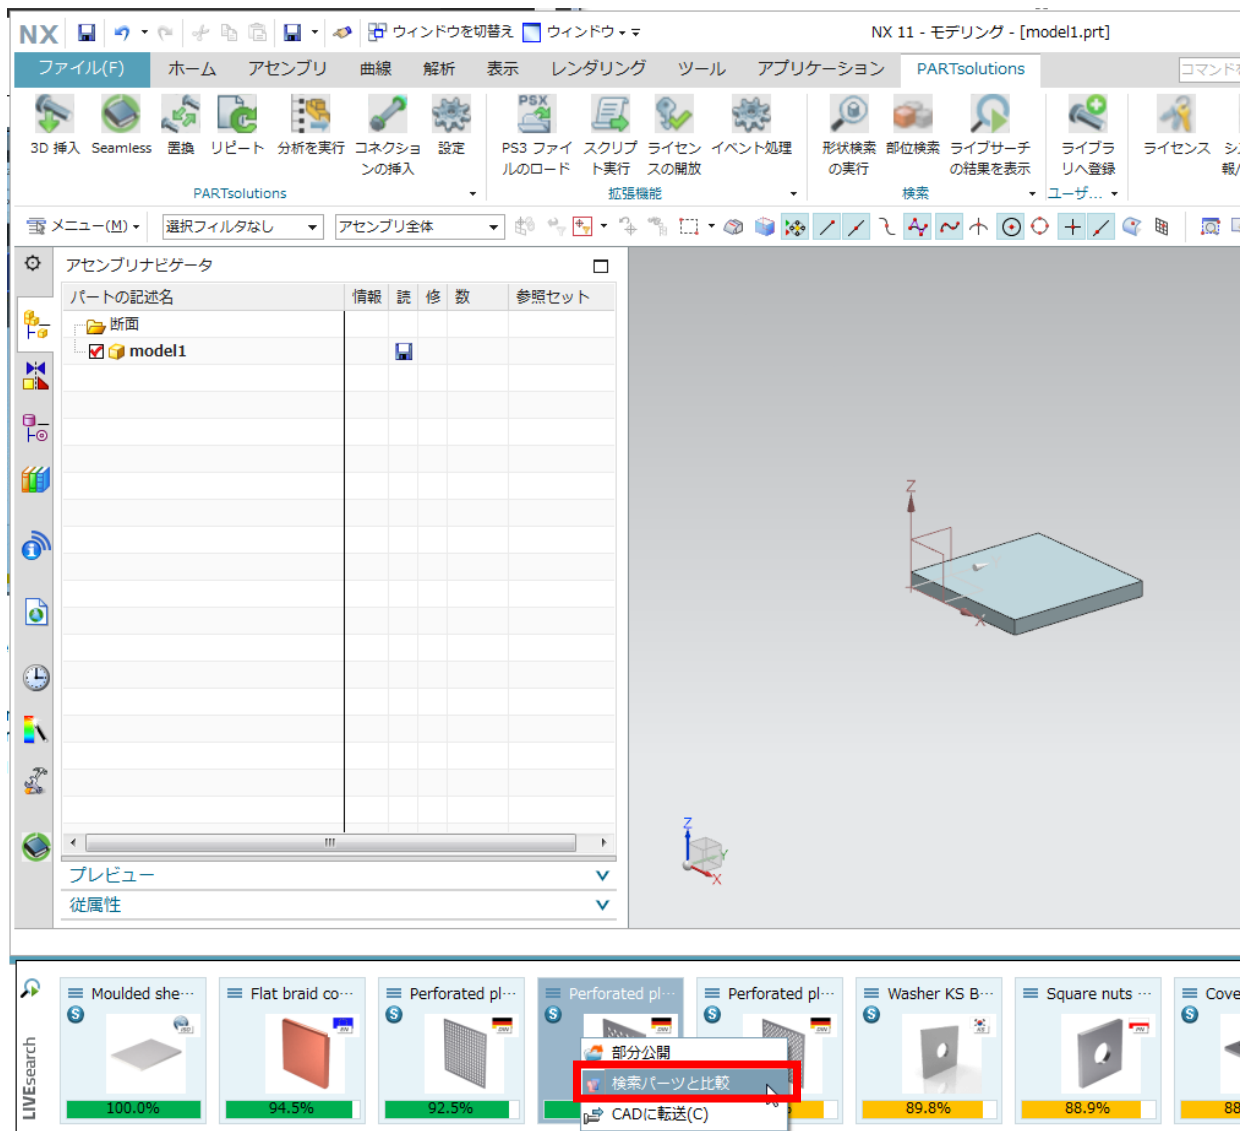 NX ウィンドウを切替え ウィンドウ NX 11 - モデリング - [model1.prt]
ファイル(F) ホーム アセンブリ 曲線 解析 表示 レンダリング ツール アプリケーション PARTsolutions コマンドを
3D 挿入 Seamless 置換 リピート 分析を実行 コネクショ 設定 PS3 ファイ スクリプ ライセン イベント処理 形状検索 部位検索 ライブサーチ ライブラ ライセンス
ンの挿入 ルのロード ト実行 スの開放 の実行 の結果を表示 リへ登録 報/
PARTsolutions 拡張機能 検索 ユーザ...
メニュー(M) 選択フィルタなし アセンブリ全体
アセンブリナビゲータ
パートの記述名 情報 読 修 数 参照セット
断面
model1
Z
X
Z
Y
X
プレビュー
従属性
LIVEsearch
Moulded she… Flat braid co… Perforated pl… Perforated pl… Perforated pl… Washer KS B… Square nuts … Cove
部分公開
検索パーツと比較
CADに転送(C)
100.0% 94.5% 92.5% 89.8% 88.9% 88